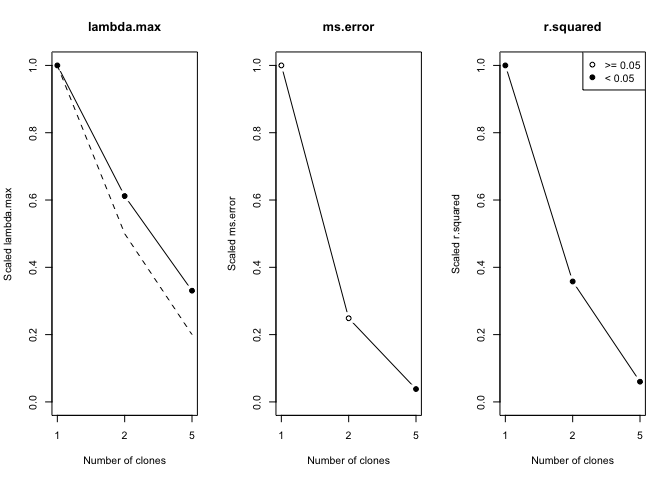 lambda.max
Scaled lambda.max
1.0
0.8
0.6
0.4
0.2
0.0
1 2 5
Number of clones
ms.error
Scaled ms.error
1.0
0.8
0.6
0.4
0.2
0.0
1 2 5
Number of clones
r.squared
Scaled r.squared
1.0
0.8
0.6
0.4
0.2
0.0
>= 0.05
< 0.05
1 2 5
Number of clones